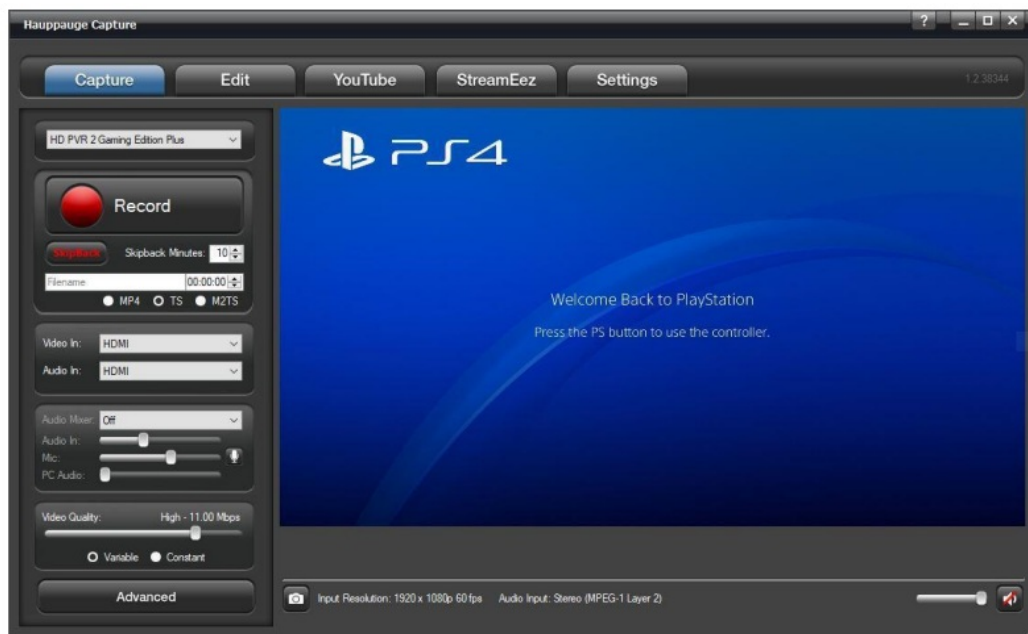 Hauppauge Capture
?
Capture Edit YouTube StreamEez Settings
1.2.38344
HD PVR 2 Gaming Edition Plus
Record
SkipBack Skipback Minutes: 10
Filename 00:00:00
MP4 TS M2TS
Video In: HDMI
Audio In: HDMI
Audio Mixer: Off
Audio In:
Mic:
PC Audio:
Video Quality: High - 11.00 Mbps
Variable Constant
Advanced
PS4
Welcome Back to PlayStation
Press the PS button to use the controller.
Input Resolution: 1920 x 1080p 60 fps Audio Input: Stereo (MPEG-1 Layer 2)